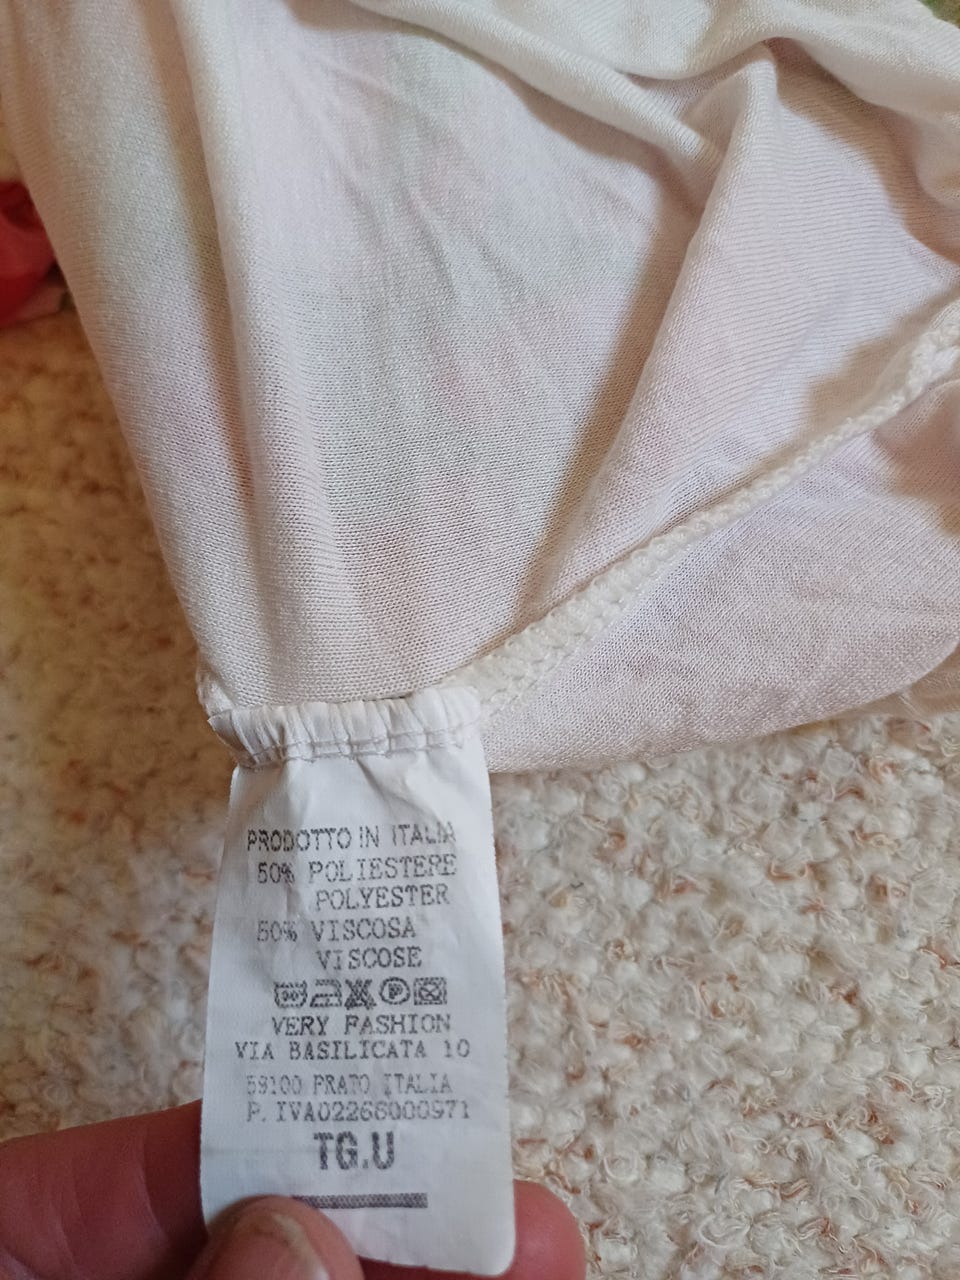 PRODOTTO IN ITALIA
50% POLIESTERE
POLYESTER
50% VISCOSA
VISCOSE
P
VERY FASHION
VIA BASILICATA 10
59100 PRATO ITALIA
P.IVA02266000971
TG.U